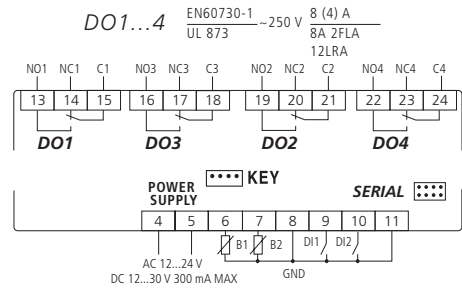 DO1...4 EN60730-1 ~250 V 8 (4) A
UL 873 8A 2FLA
12LRA
NO1 NC1 C1 NO3 NC3 C3 NO2 NC2 C2 NO4 NC4 C4
13 14 15 16 17 18 19 20 21 22 23 24
DO1 DO3 DO2 DO4
KEY
POWER
SUPPLY
SERIAL
4 5 6 7 8 9 10 11
B1 B2 DI1 DI2
AC 12...24 V
GND
DC 12...30 V 300 mA MAX